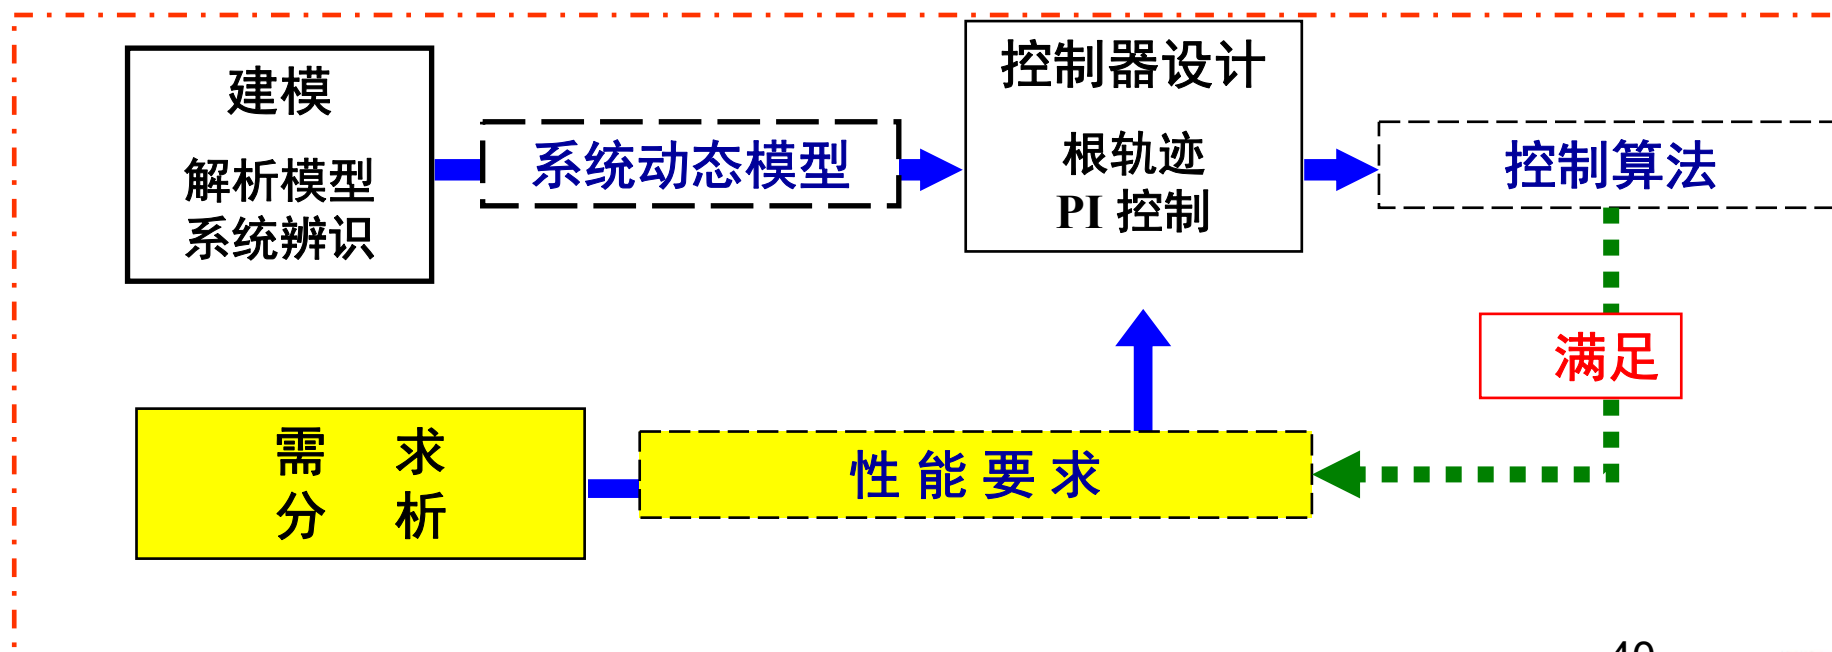 建模
解析模型
系统辨识
系统动态模型
控制器设计
根轨迹
PI 控制
控制算法
满足
需 求
分 析
性 能 要 求
40